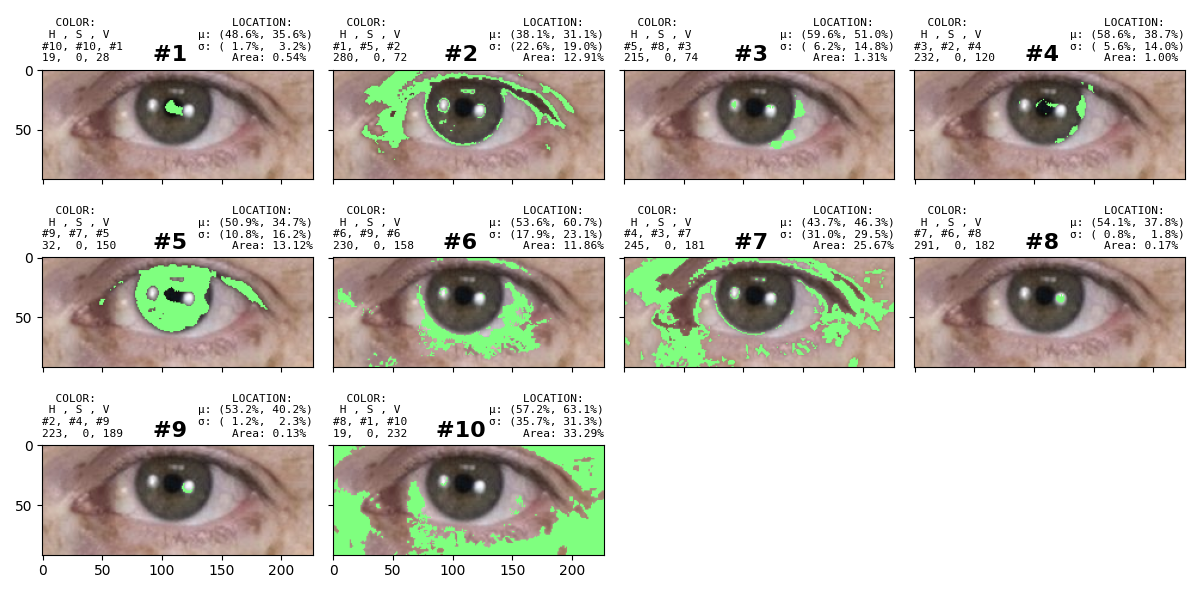 COLOR: LOCATION:
H , S , V μ: (48.6%, 35.6%)
#10, #10, #1 #1 σ: ( 1.7%, 3.2%)
19, 0, 28 Area: 0.54%
COLOR: LOCATION:
H , S , V μ: (38.1%, 31.1%)
#1, #5, #2 #2 σ: (22.6%, 19.0%)
280, 0, 72 Area: 12.91%
COLOR: LOCATION:
H , S , V μ: (59.6%, 51.0%)
#5, #8, #3 #3 σ: ( 6.2%, 14.8%)
215, 0, 74 Area: 1.31%
COLOR: LOCATION:
H , S , V μ: (58.6%, 38.7%)
#3, #2, #4 #4 σ: ( 5.6%, 14.0%)
232, 0, 120 Area: 1.00%
0
50
COLOR: LOCATION:
H , S , V μ: (50.9%, 34.7%)
#9, #7, #5 #5 σ: (10.8%, 16.2%)
32, 0, 150 Area: 13.12%
COLOR: LOCATION:
H , S , V μ: (53.6%, 60.7%)
#6, #9, #6 #6 σ: (17.9%, 23.1%)
230, 0, 158 Area: 11.86%
COLOR: LOCATION:
H , S , V μ: (43.7%, 46.3%)
#4, #3, #7 #7 σ: (31.0%, 29.5%)
245, 0, 181 Area: 25.67%
COLOR: LOCATION:
H , S , V μ: (54.1%, 37.8%)
#7, #6, #8 #8 σ: ( 0.8%, 1.8%)
291, 0, 182 Area: 0.17%
0
50
COLOR: LOCATION:
H , S , V μ: (53.2%, 40.2%)
#2, #4, #9 #9 σ: ( 1.2%, 2.3%)
223, 0, 189 Area: 0.13%
COLOR: LOCATION:
H , S , V μ: (57.2%, 63.1%)
#8, #1, #10 #10 σ: (35.7%, 31.3%)
19, 0, 232 Area: 33.29%
0
50
0 50 100 150 200
0 50 100 150 200